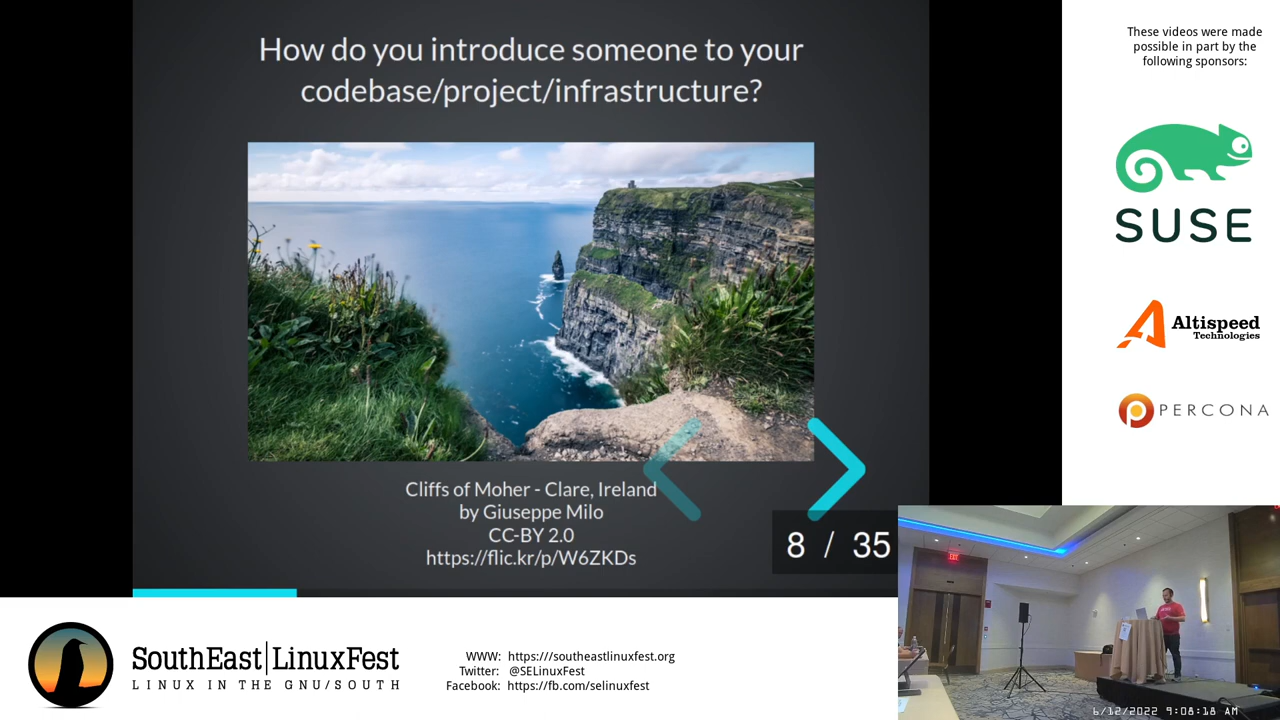 How do you introduce someone to your
codebase/project/infrastructure?
Cliffs of Moher - Clare, Ireland
by Giuseppe Milo
CC-BY 2.0
https://flic.kr/p/W6ZKDs
8 / 35
These videos were made
possible in part by the
following sponsors:
SUSE
Altispeed
Technologies
PERCONA
SouthEast LinuxFest
LINUX IN THE GNU/SOUTH
WWW: https://southeastlinuxfest.org
Twitter: @SELinuxFest
Facebook: https://fb.com/selinuxfest
6/12/2022 9:08:18 AM